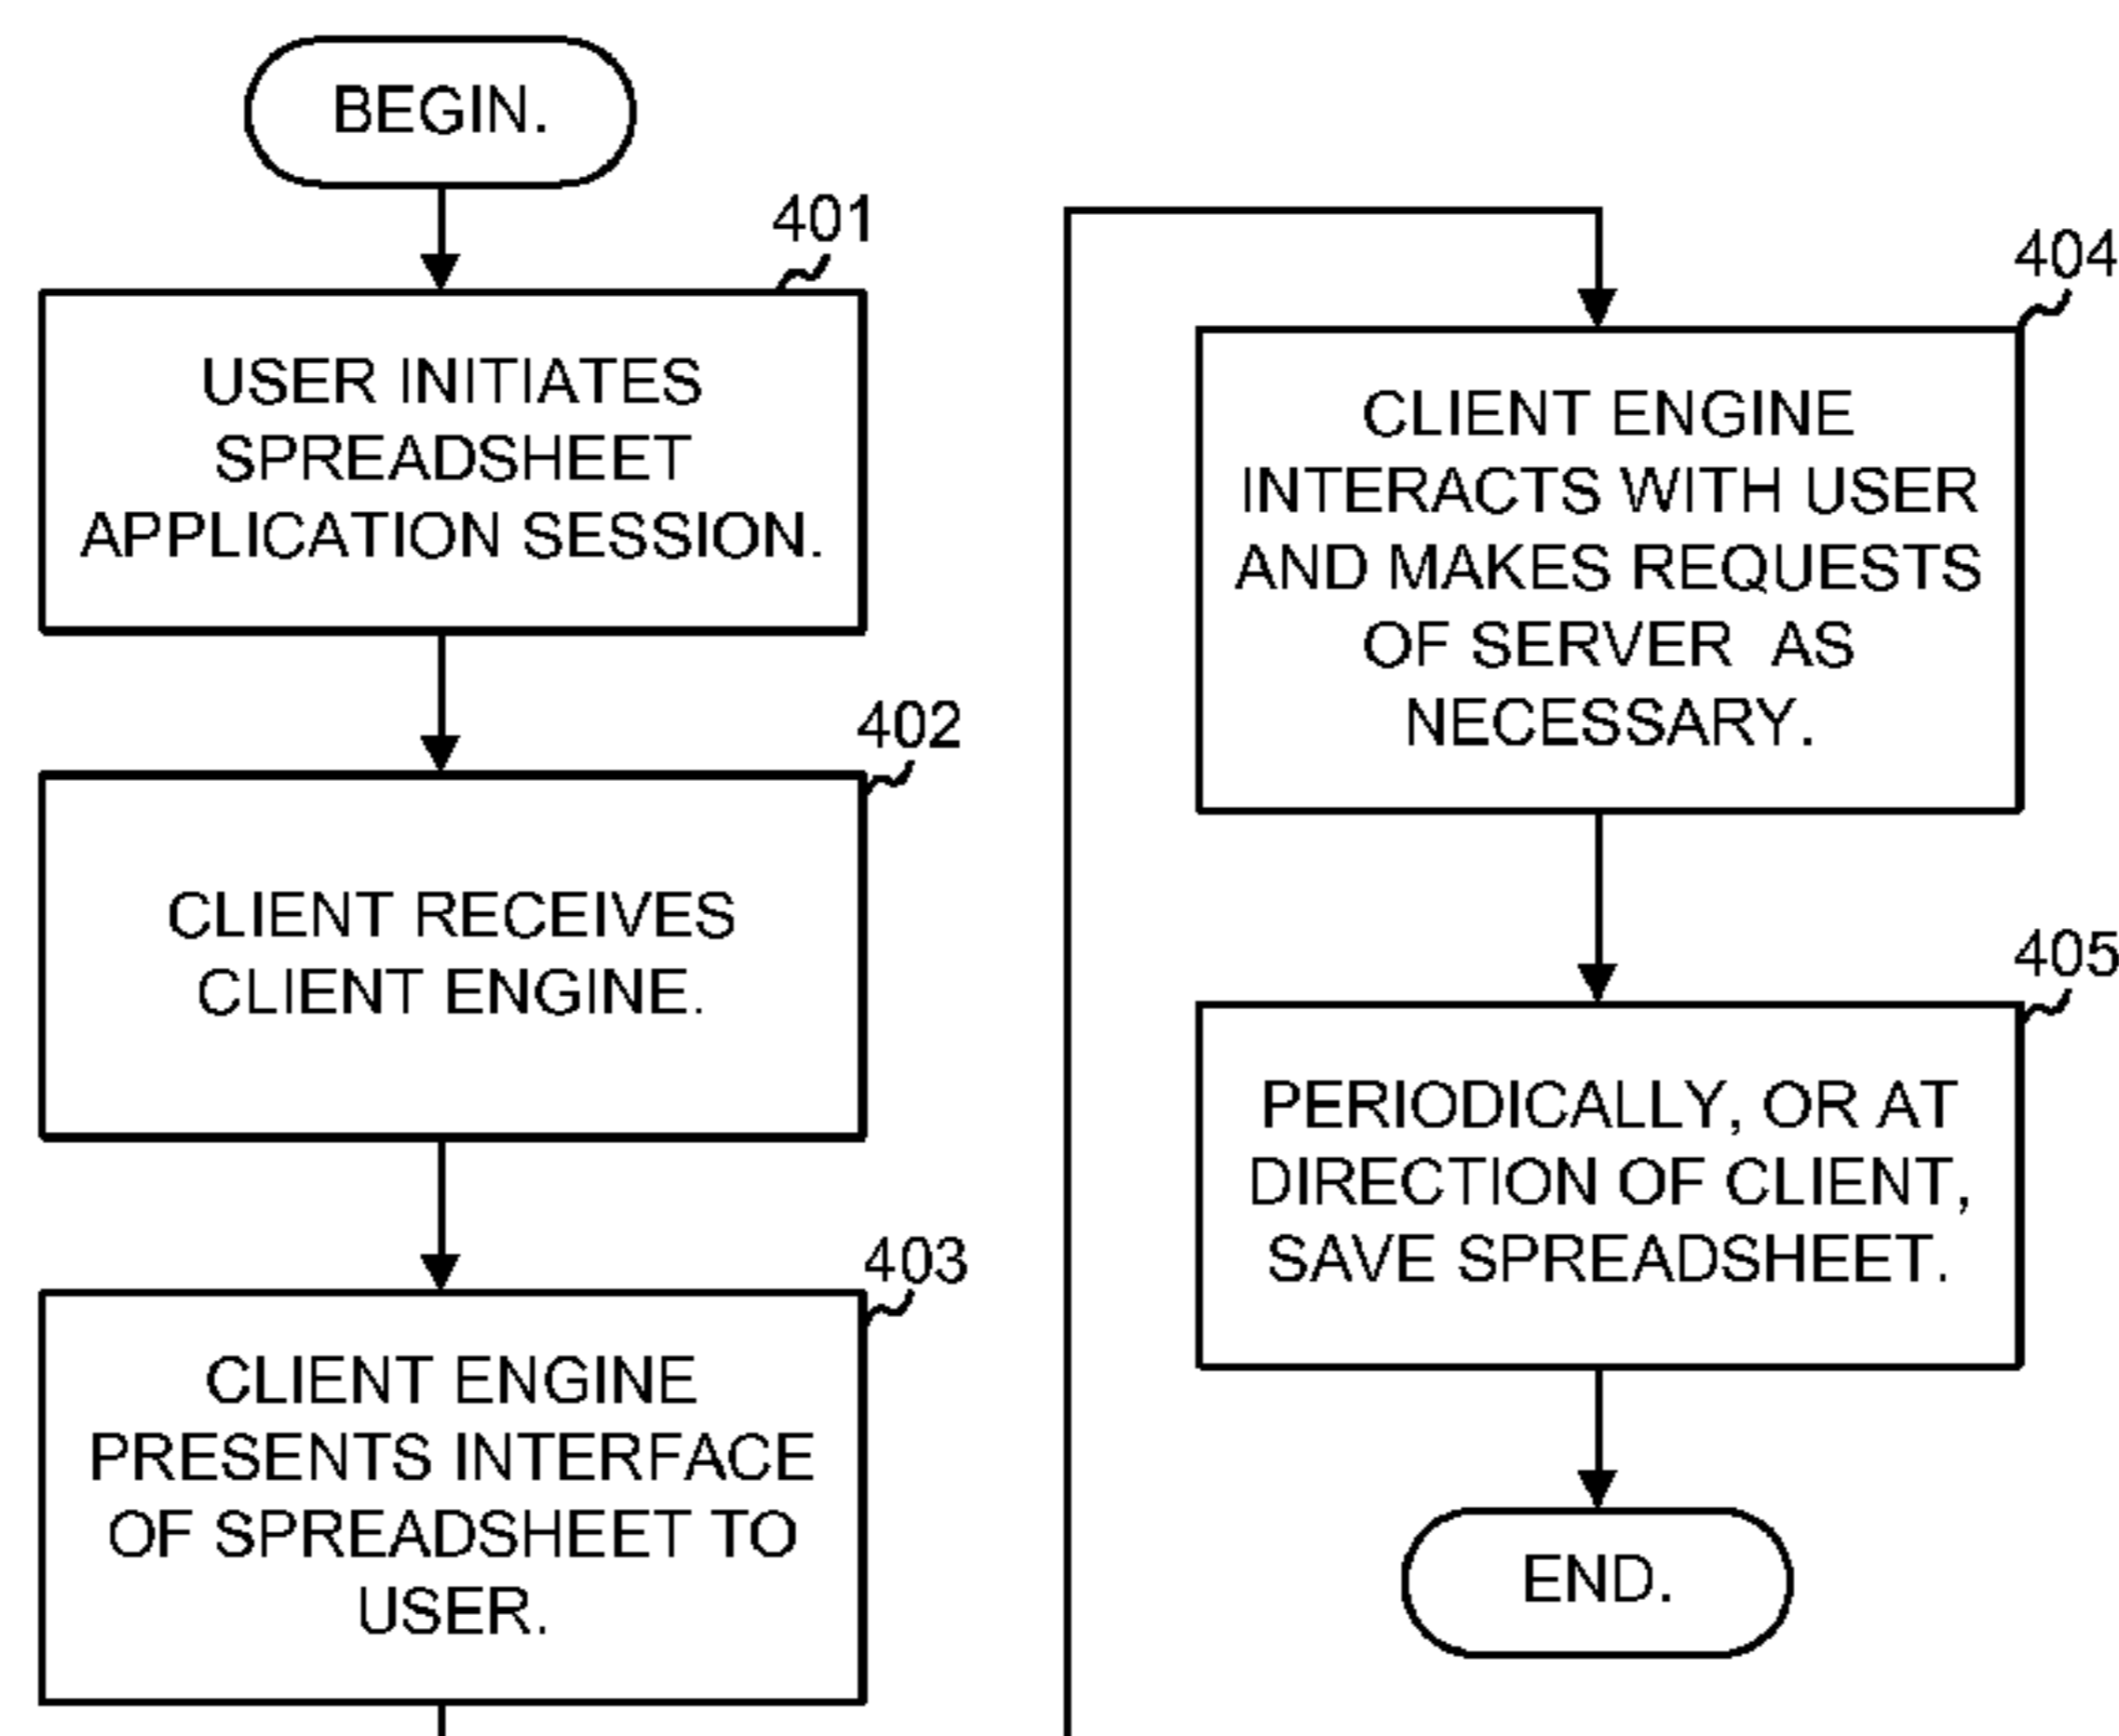 BEGIN.
401
USER INITIATES
SPREADSHEET
APPLICATION SESSION.
402
CLIENT RECEIVES
CLIENT ENGINE.
403
CLIENT ENGINE
PRESENTS INTERFACE
OF SPREADSHEET TO
USER.
404
CLIENT ENGINE
INTERACTS WITH USER
AND MAKES REQUESTS
OF SERVER AS
NECESSARY.
405
PERIODICALLY, OR AT
DIRECTION OF CLIENT,
SAVE SPREADSHEET.
END.